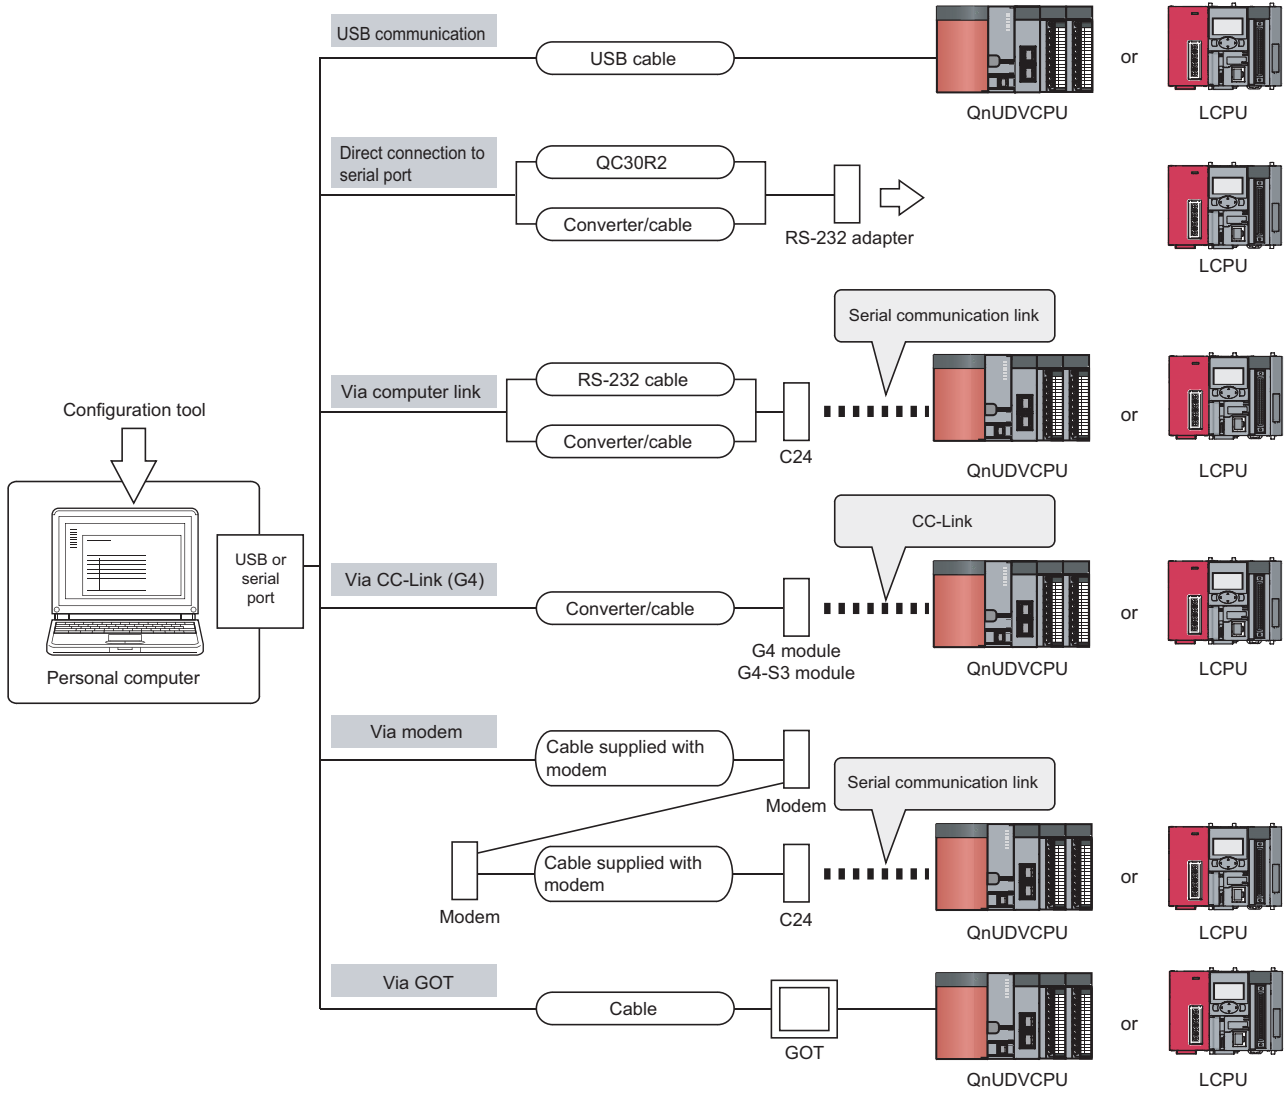 USB communication
USB cable
QnUDVCPU
or
LCPU
Direct connection to
serial port
QC30R2
Converter/cable
RS-232 adapter
LCPU
Serial communication link
Via computer link
RS-232 cable
Converter/cable
C24
QnUDVCPU
or
LCPU
Configuration tool
Personal computer
USB or
serial
port
CC-Link
Via CC-Link (G4)
Converter/cable
G4 module
G4-S3 module
QnUDVCPU
or
LCPU
Via modem
Cable supplied with
modem
Modem
Serial communication link
Modem
Cable supplied with
modem
C24
QnUDVCPU
or
LCPU
Via GOT
Cable
GOT
QnUDVCPU
or
LCPU